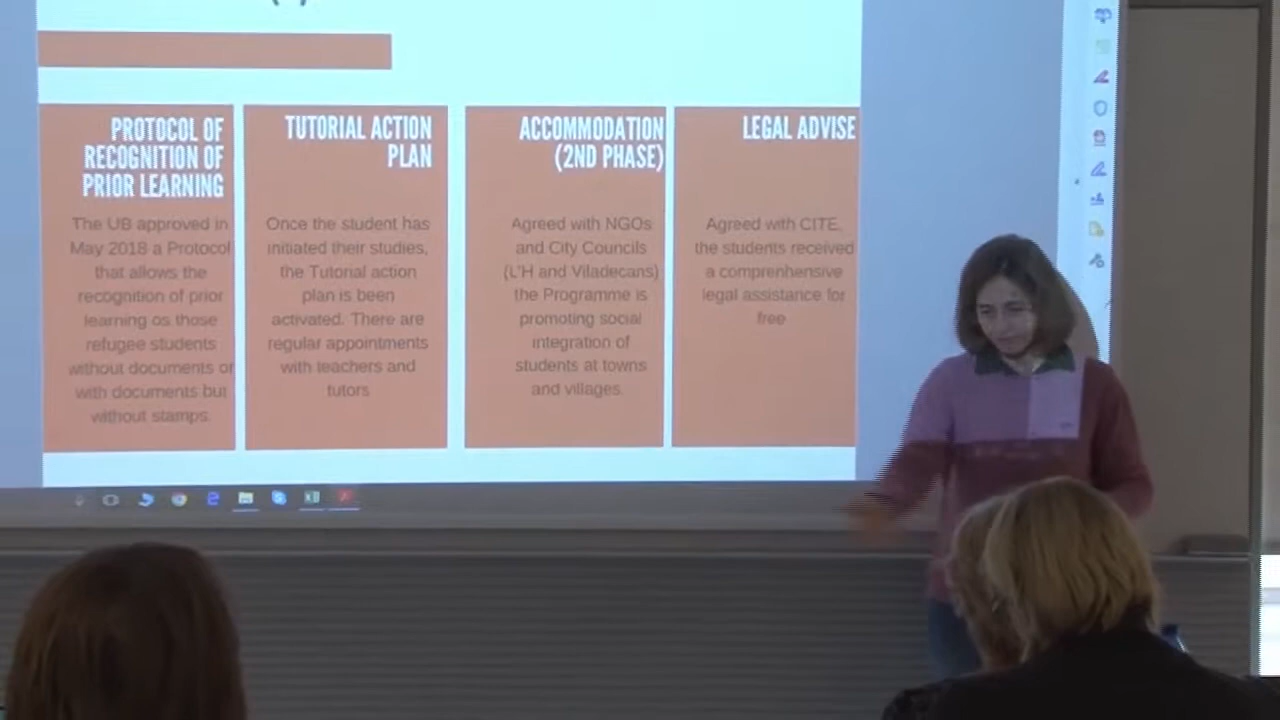 PROTOCOL OF
RECOGNITION OF
PRIOR LEARNING
The UB approved in
May 2018 a Protocol
that allows the
recognition of prior
learning os those
refugee students
without documents or
with documents but
without stamps.
TUTORIAL ACTION
PLAN
Once the student has
initiated their studies,
the Tutorial action
plan is been
activated. There are
regular appointments
with teachers and
tutors
ACCOMMODATION
(2ND PHASE)
Agreed with NGOs
and City Councils
(L'H and Viladecans)
the Programme is
promoting social
integration of
students at towns
and villages.
LEGAL ADVISE
Agreed with CITE,
the students received
a comprenhensive
legal assistance for
free